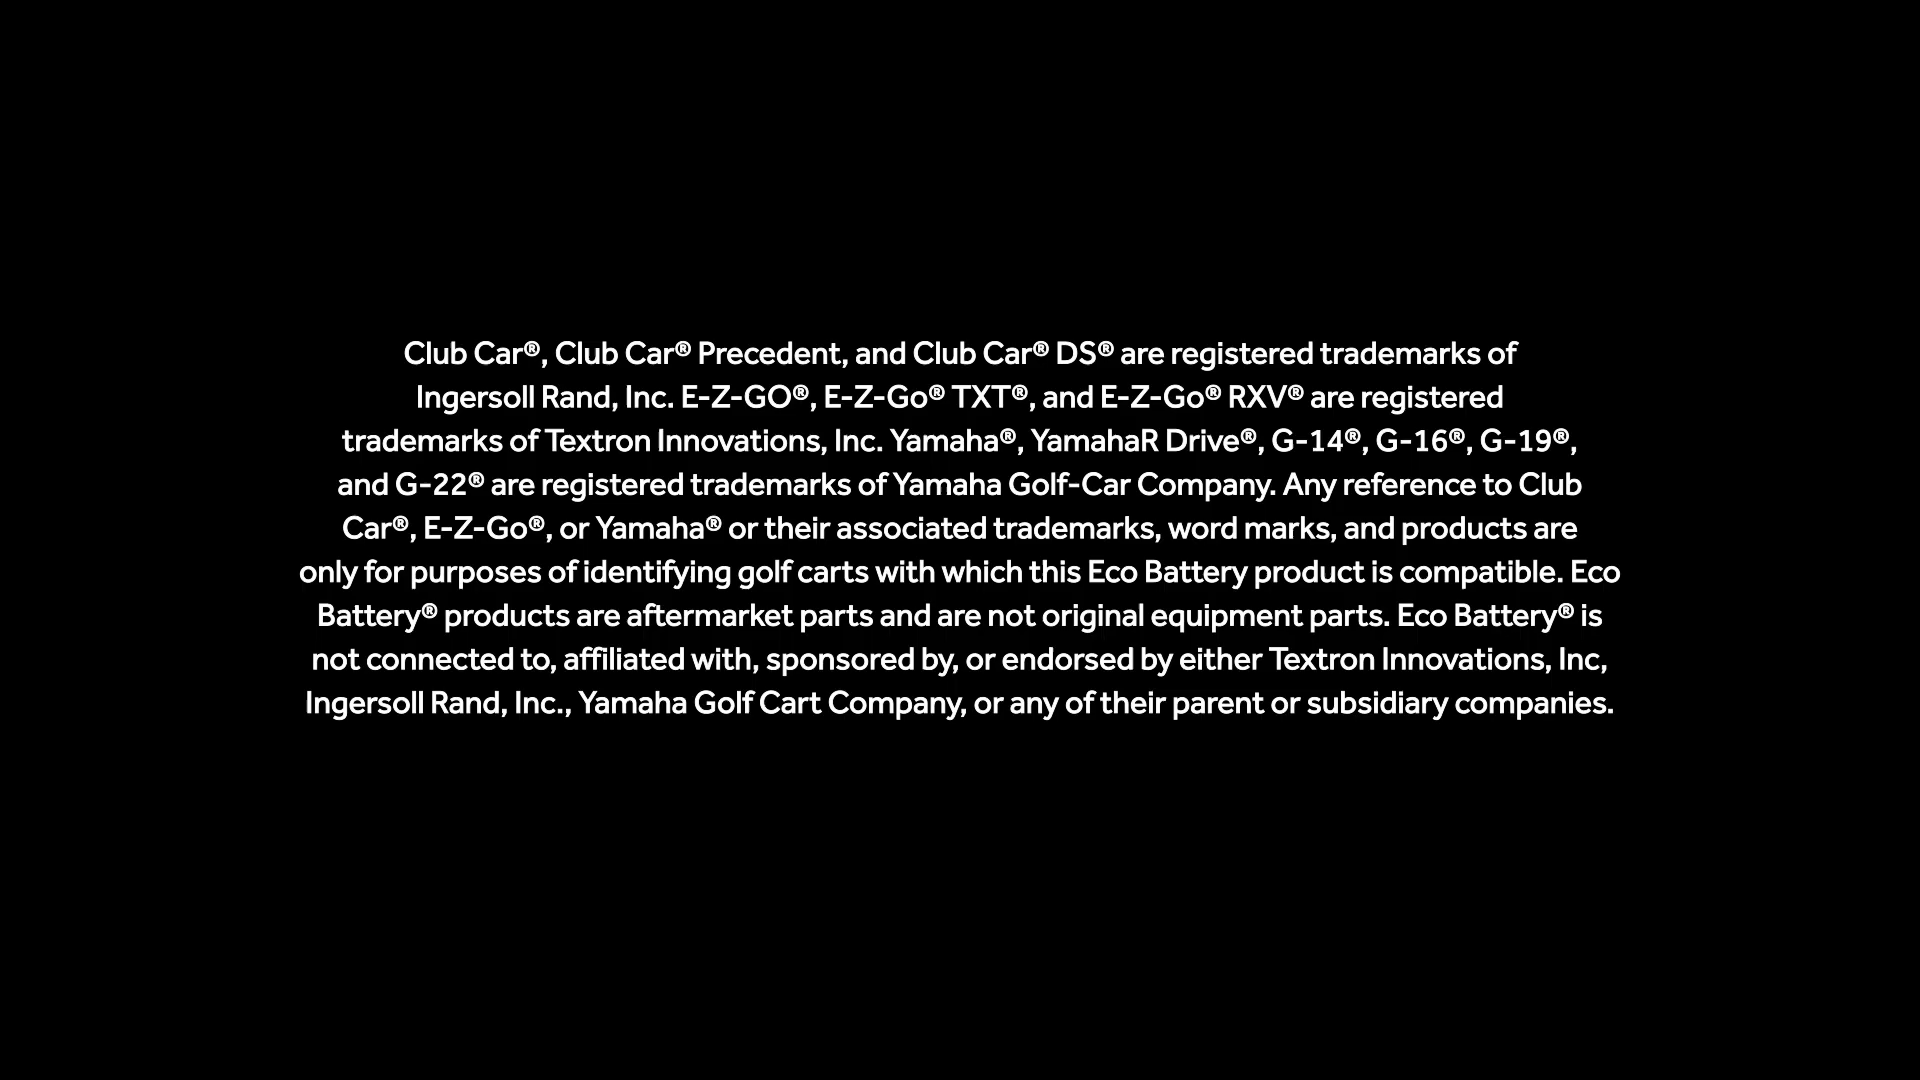 Club Car®, Club Car® Precedent, and Club Car® DS® are registered trademarks of
Ingersoll Rand, Inc. E-Z-GO®, E-Z-Go® TXT®, and E-Z-Go® RXV® are registered
trademarks of Textron Innovations, Inc. Yamaha®, YamahaR Drive®, G-14®, G-16®, G-19®,
and G-22® are registered trademarks of Yamaha Golf-Car Company. Any reference to Club
Car®, E-Z-Go®, or Yamaha® or their associated trademarks, word marks, and products are
only for purposes of identifying golf carts with which this Eco Battery product is compatible. Eco
Battery® products are aftermarket parts and are not original equipment parts. Eco Battery® is
not connected to, affiliated with, sponsored by, or endorsed by either Textron Innovations, Inc,
Ingersoll Rand, Inc., Yamaha Golf Cart Company, or any of their parent or subsidiary companies.